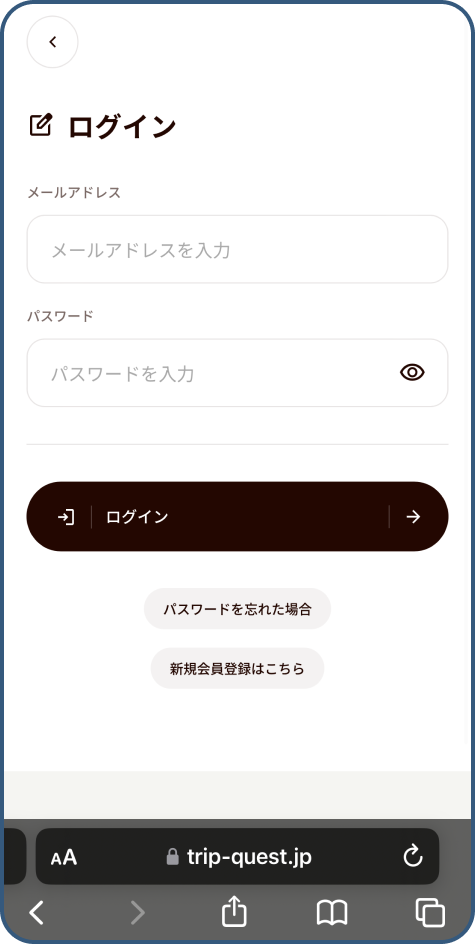 ログイン
メールアドレス
メールアドレスを入力
パスワード
パスワードを入力
ログイン
パスワードを忘れた場合
新規会員登録はこちら
AA trip-quest.jp